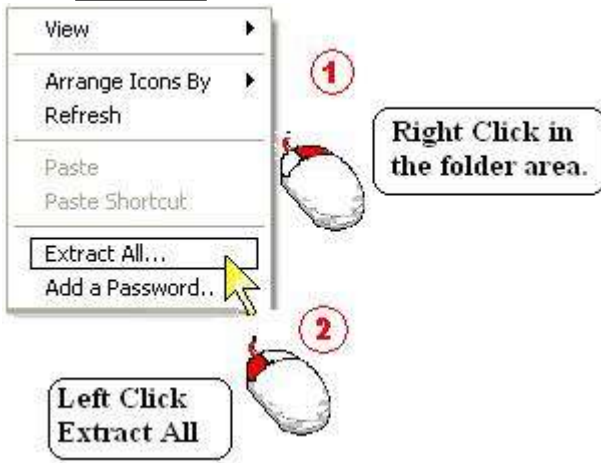 View
Arrange Icons By
Refresh
Paste
Paste Shortcut
Extract All...
Add a Password..
1
Right Click in
the folder area.
2
Left Click
Extract All